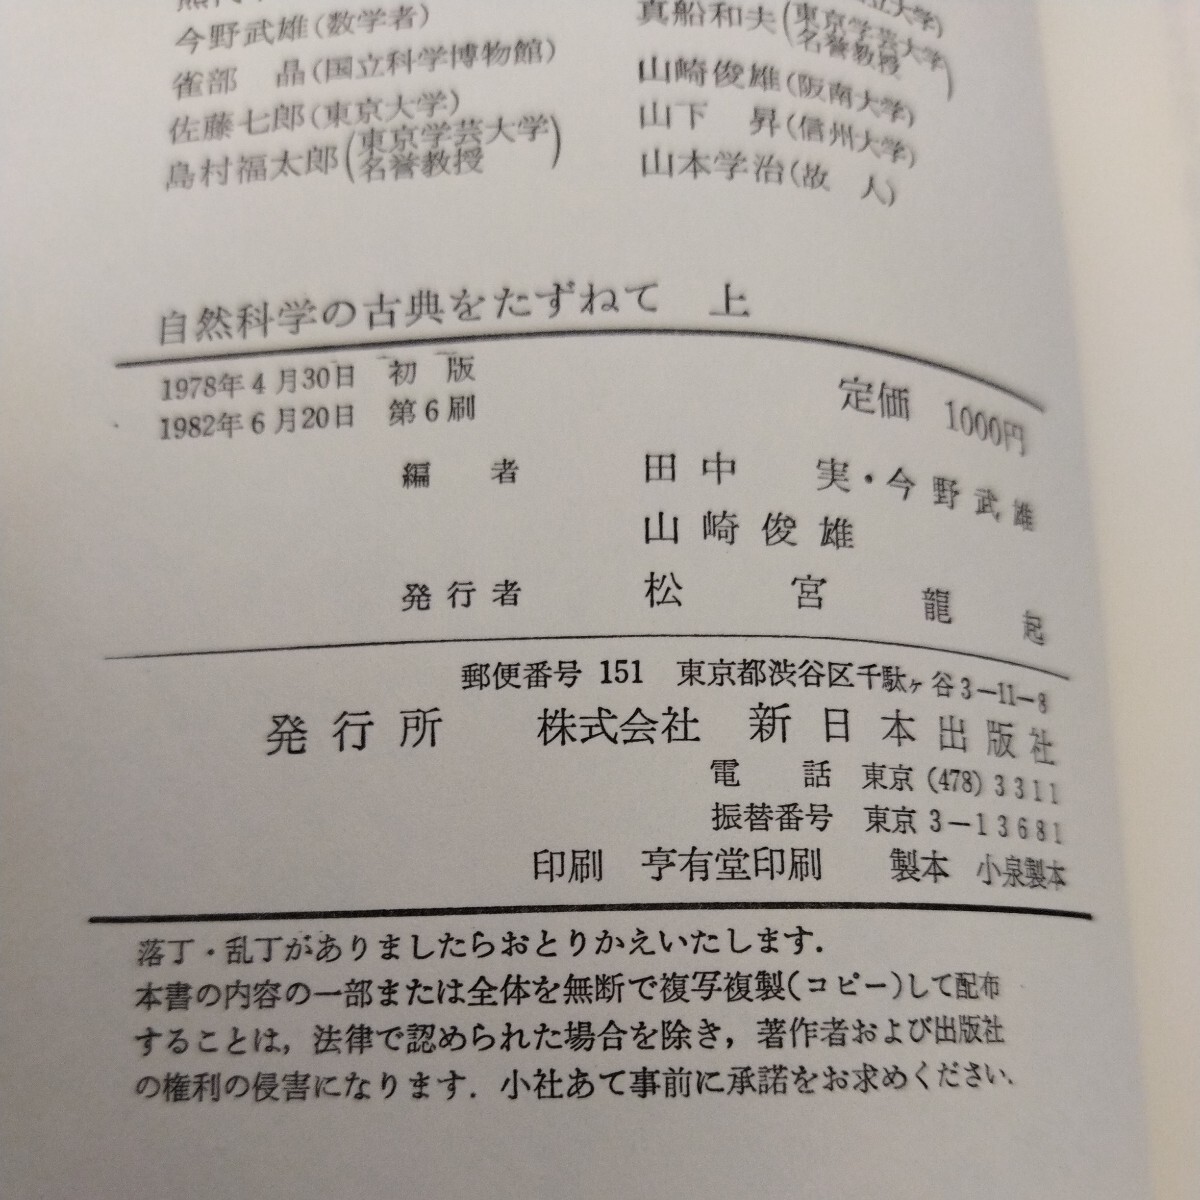 今野武雄(数学者)
雀部　晶(国立科学博物館)
佐藤七郎(東京大学)
島村福太郎(東京学芸大学名誉教授)
真船和夫(東京学芸大学名誉教授)
山崎俊雄(阪南大学)
山下　昇(信州大学)
山本学治(故　人)
自然科学の古典をたずねて　上
1978年4月30日　初　版
1982年6月20日　第6刷
定価　1000円
編　者　田中　実・今野武雄
山崎俊雄
発行者　松宮龍起
郵便番号 151　東京都渋谷区千駄ヶ谷3-11-8
発行所　株式会社　新日本出版社
電　話　東京 (478) 3311
振替番号　東京 3-13681
印刷　亨有堂印刷　製本　小泉製本
落丁・乱丁がありましたらおとりかえいたします．
本書の内容の一部または全体を無断で複写複製(コピー)して配布
することは，法律で認められた場合を除き，著作者および出版社
の権利の侵害になります．小社あて事前に承諾をお求めください．